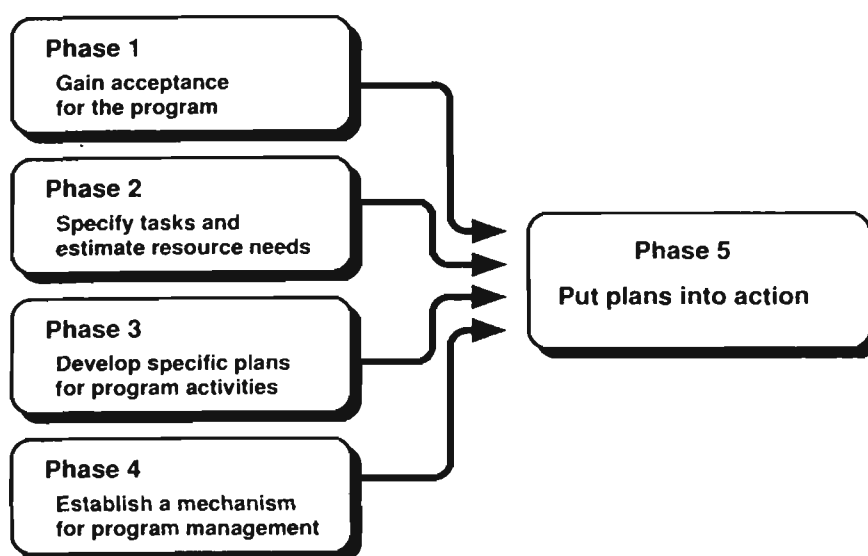 Phase 1
Gain acceptance
for the program
Phase 2
Specify tasks and
estimate resource needs
Phase 3
Develop specific plans
for program activities
Phase 4
Establish a mechanism
for program management
Phase 5
Put plans into action